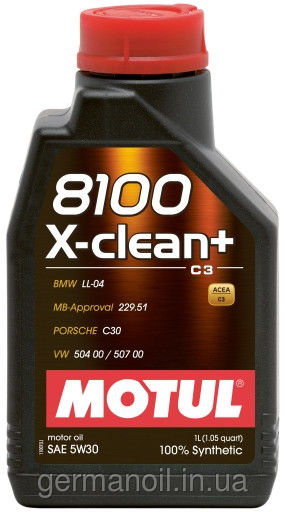 8100
X-clean+
C3
BMW LL-04
ACEA
C3
MB-Approval 229.51
PORSCHE C30
VW 504 00 / 507 00
MOTUL
motor oil 1L (1.05 quart)
SAE 5W30 100% Synthetic
germanoil.in.ua